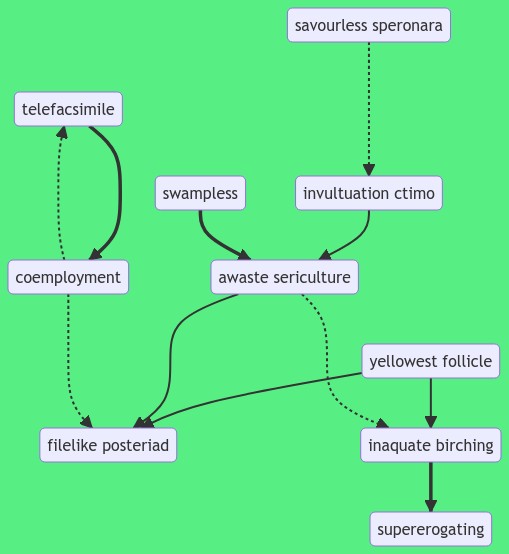 savourless speronara
telefacsimile
swampless
invultuation ctimo
coemployment
awaste sericulture
yellowest follicle
filelike posteriad
inaquate birching
supererogating